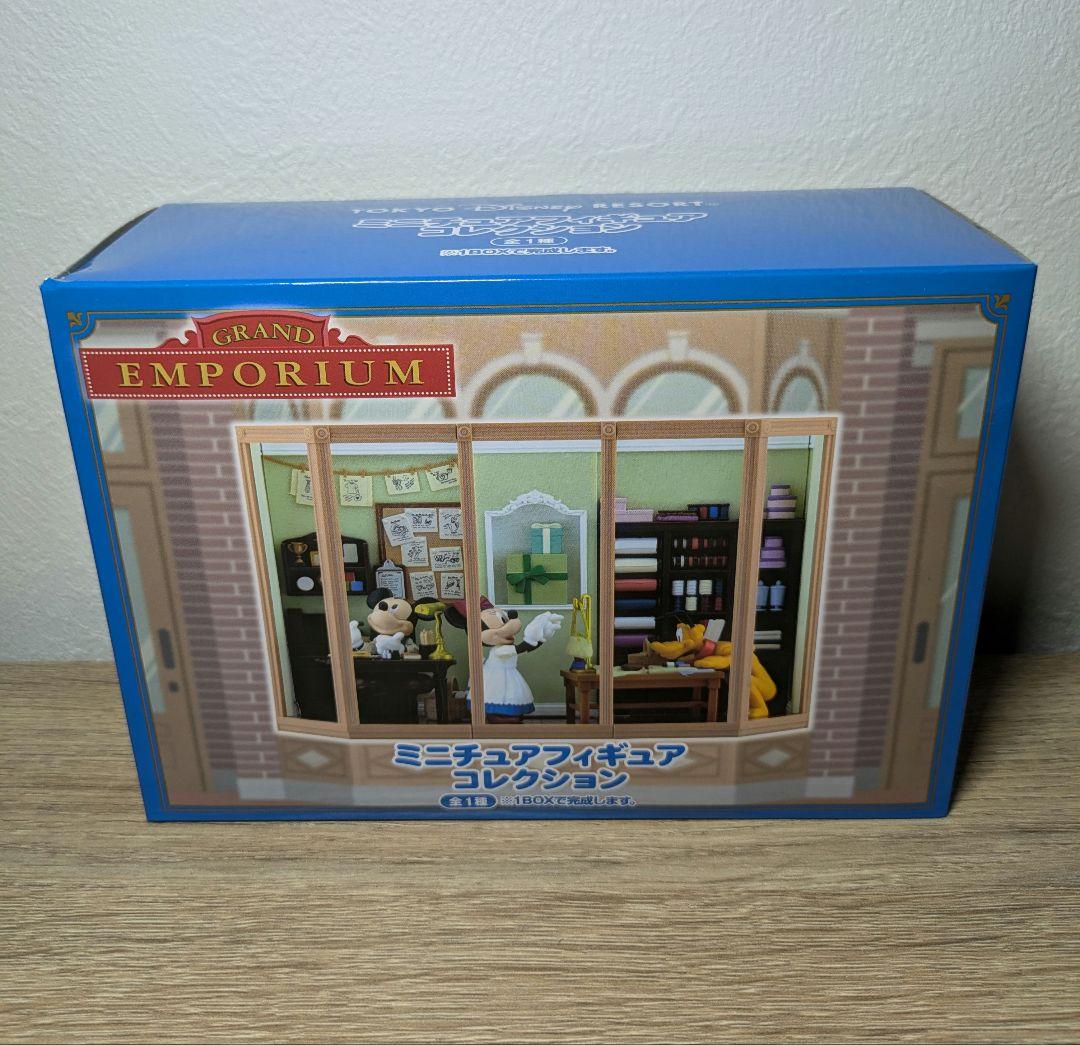 TOKYO Disney RESORT
ミニチュアフィギュア
コレクション
全1種
※1BOXで完成します。
GRAND
EMPORIUM
ミニチュアフィギュア
コレクション
全1種 ※1BOXで完成します。